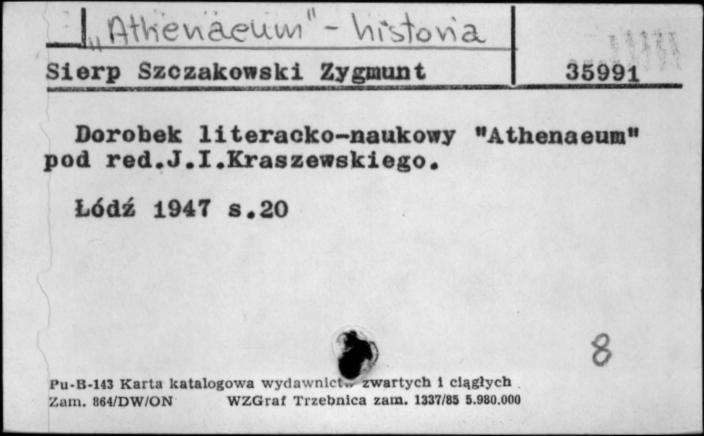 "Athenaeum" - historia
Sierp Szczakowski Zygmunt 35991
Dorobek literacko-naukowy "Athenaeum"
pod red.J.I.Kraszewskiego.
Łódź 1947 s.20
8
Pu-B-143 Karta katalogowa wydawnictw zwartych i ciągłych
Zam. 864/DW/ON WZGraf Trzebnica zam. 1337/85 5.980.000